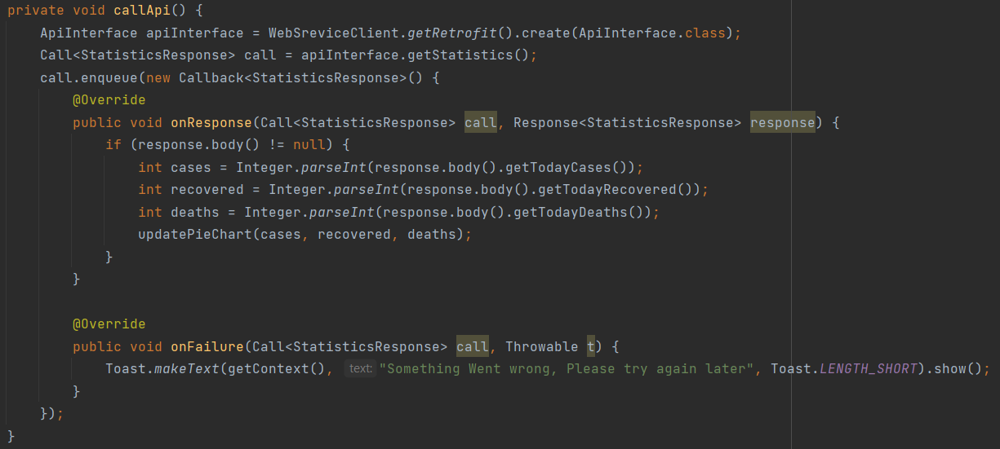 private void callApi() {
    ApiInterface apiInterface = WebSreviceClient.getRetrofit().create(ApiInterface.class);
    Call<StatisticsResponse> call = apiInterface.getStatistics();
    call.enqueue(new Callback<StatisticsResponse>() {
        @Override
        public void onResponse(Call<StatisticsResponse> call, Response<StatisticsResponse> response) {
            if (response.body() != null) {
                int cases = Integer.parseInt(response.body().getTodayCases());
                int recovered = Integer.parseInt(response.body().getTodayRecovered());
                int deaths = Integer.parseInt(response.body().getTodayDeaths());
                updatePieChart(cases, recovered, deaths);
            }
        }

        @Override
        public void onFailure(Call<StatisticsResponse> call, Throwable t) {
            Toast.makeText(getContext(), text: "Something Went wrong, Please try again later", Toast.LENGTH_SHORT).show();
        }
    });
}